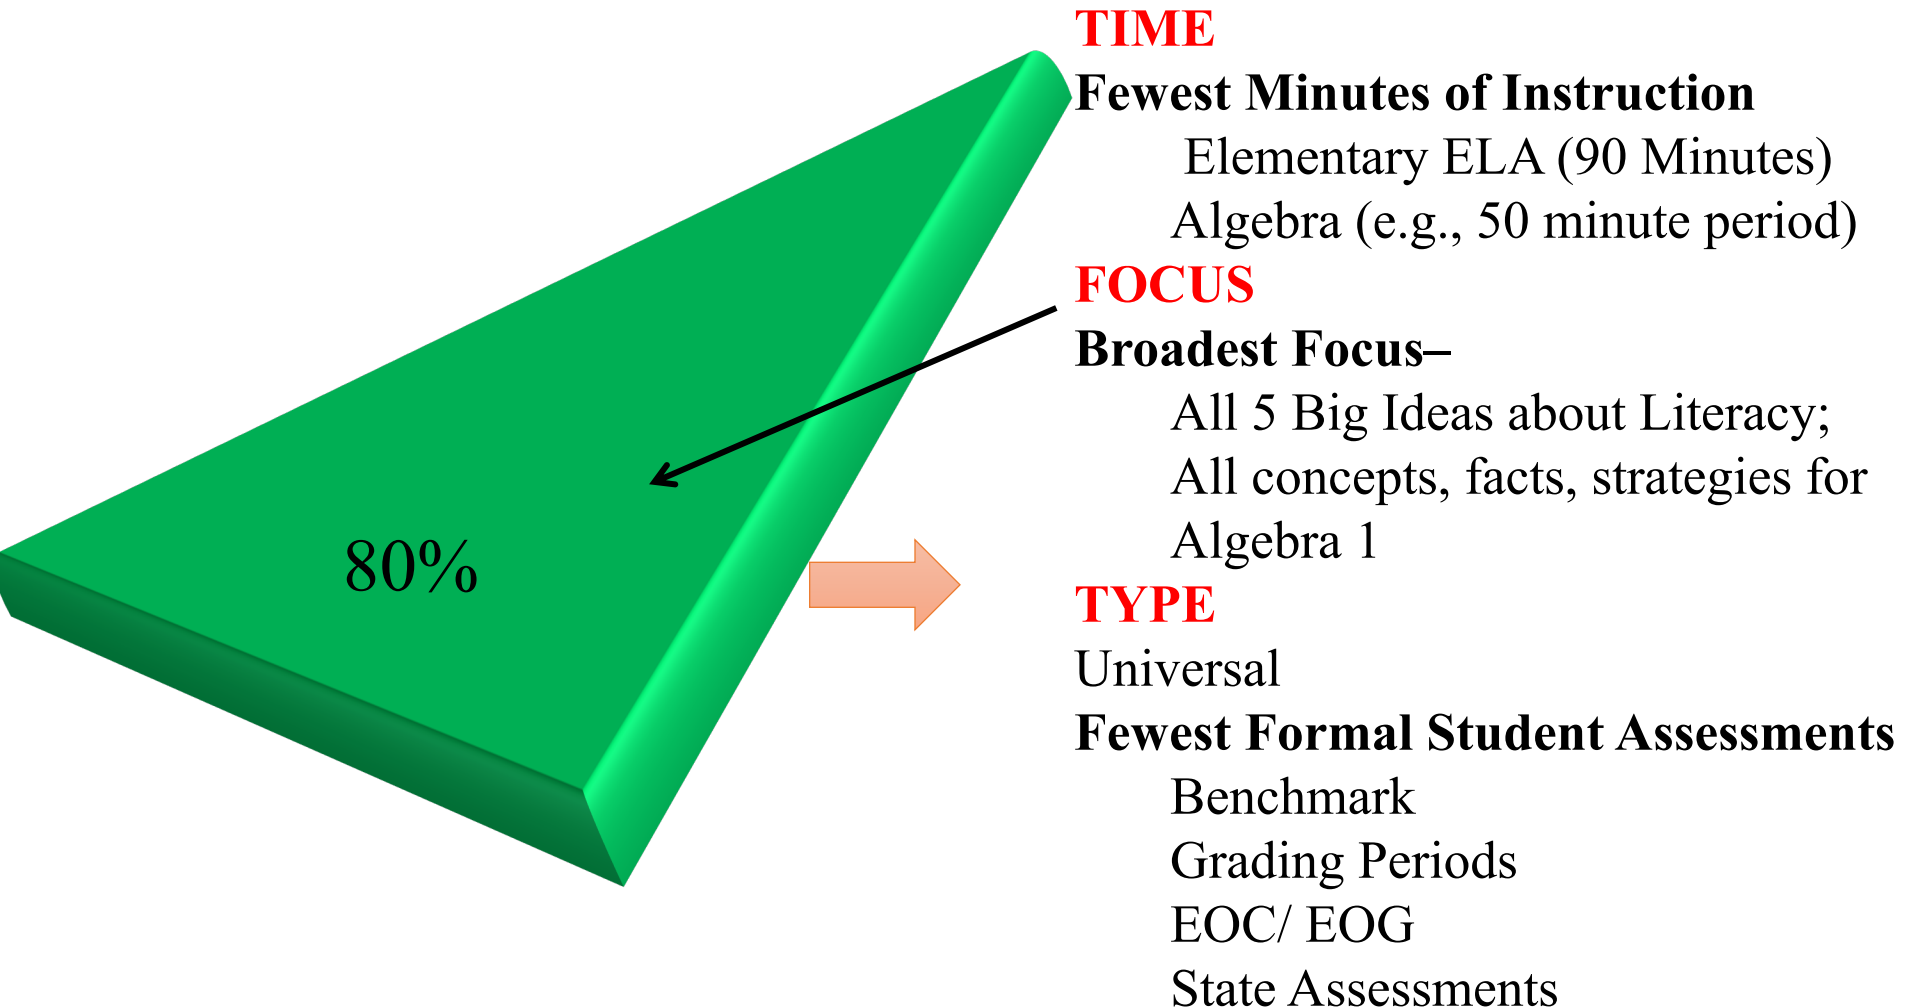 TIME
Fewest Minutes of Instruction
Elementary ELA (90 Minutes)
Algebra (e.g., 50 minute period)
FOCUS
Broadest Focus–
All 5 Big Ideas about Literacy;
All concepts, facts, strategies for
Algebra 1
TYPE
Universal
Fewest Formal Student Assessments
Benchmark
Grading Periods
EOC/ EOG
State Assessments
80%